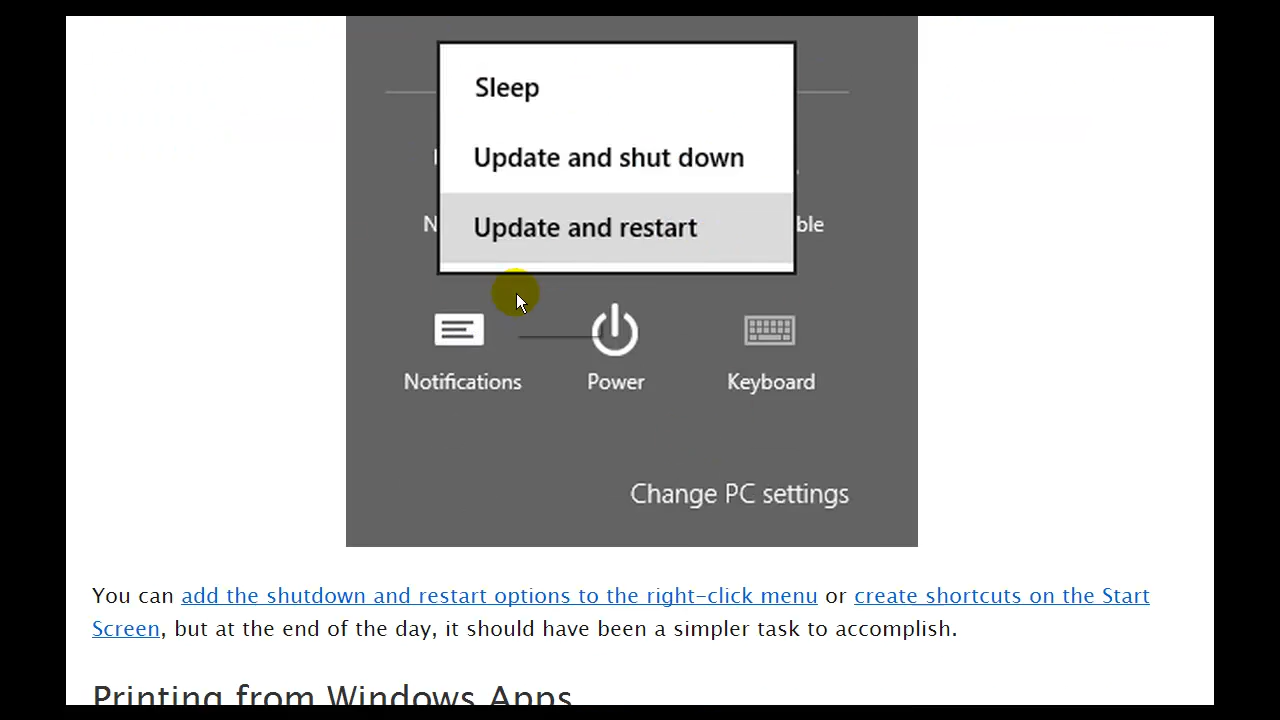 Sleep
Update and shut down
Update and restart
N
ble
Notifications
Power
Keyboard
Change PC settings
You can add the shutdown and restart options to the right-click menu or create shortcuts on the Start
Screen, but at the end of the day, it should have been a simpler task to accomplish.
Printing from Windows Apps